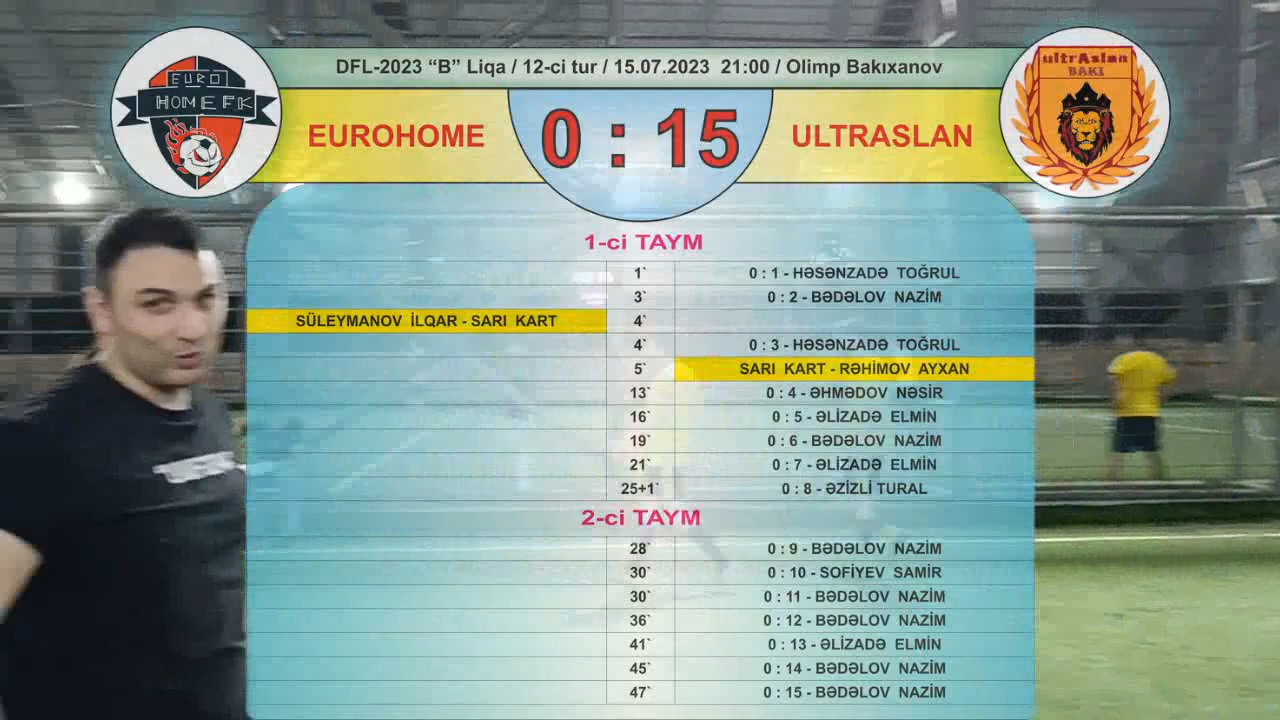 DFL-2023 “B” Liqa / 12-ci tur / 15.07.2023 21:00 / Olimp Bakıxanov
EURO
HOME FK
EUROHOME 0 : 15 ULTRASLAN
ultrAslan
BAKI
1-ci TAYM
1` 0 : 1 - HƏSƏNZADƏ TOĞRUL
3` 0 : 2 - BƏDƏLOV NAZİM
SÜLEYMANOV İLQAR - SARI KART 4`
4` 0 : 3 - HƏSƏNZADƏ TOĞRUL
5` SARI KART - RƏHİMOV AYXAN
13` 0 : 4 - ƏHMƏDOV NƏSİR
16` 0 : 5 - ƏLİZADƏ ELMİN
19` 0 : 6 - BƏDƏLOV NAZİM
21` 0 : 7 - ƏLİZADƏ ELMİN
25+1` 0 : 8 - ƏZİZLİ TURAL
2-ci TAYM
28` 0 : 9 - BƏDƏLOV NAZİM
30` 0 : 10 - SOFİYEV SAMİR
30` 0 : 11 - BƏDƏLOV NAZİM
36` 0 : 12 - BƏDƏLOV NAZİM
41` 0 : 13 - ƏLİZADƏ ELMİN
45` 0 : 14 - BƏDƏLOV NAZİM
47` 0 : 15 - BƏDƏLOV NAZİM